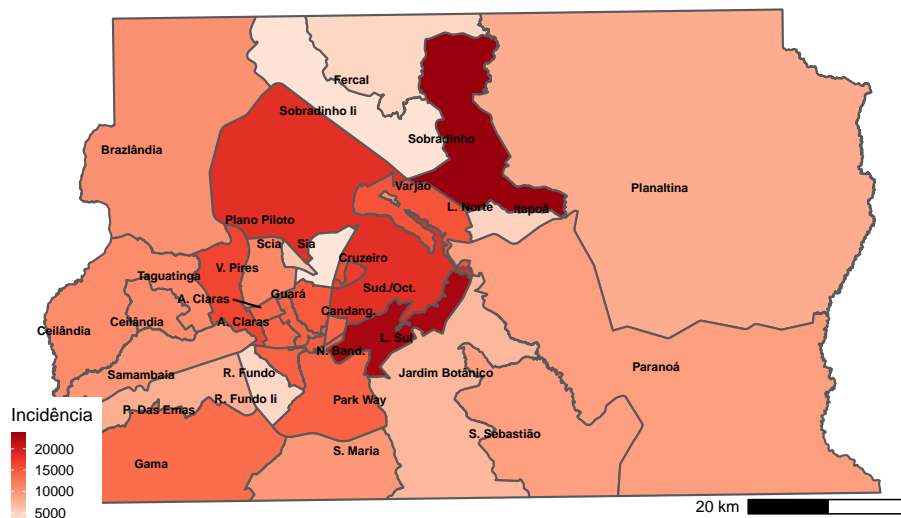 Fercal
Sobradinho Ii
Sobradinho
Brazlândia
Varjão
Planaltina
L. Norte
Itapoã
Plano Piloto
Scia
Sia
Cruzeiro
V. Pires
Taguatinga
Sud./Oct.
Guará
A. Claras
Candang.
Ceilândia
Ceilândia
A. Claras
L. Sul
N. Band.
Paranoá
Samambaia
R. Fundo
Jardim Botânico
R. Fundo Ii
Park Way
P. Das Emas
S. Sebastião
S. Maria
Gama
Incidência
20000
15000
10000
5000
20 km